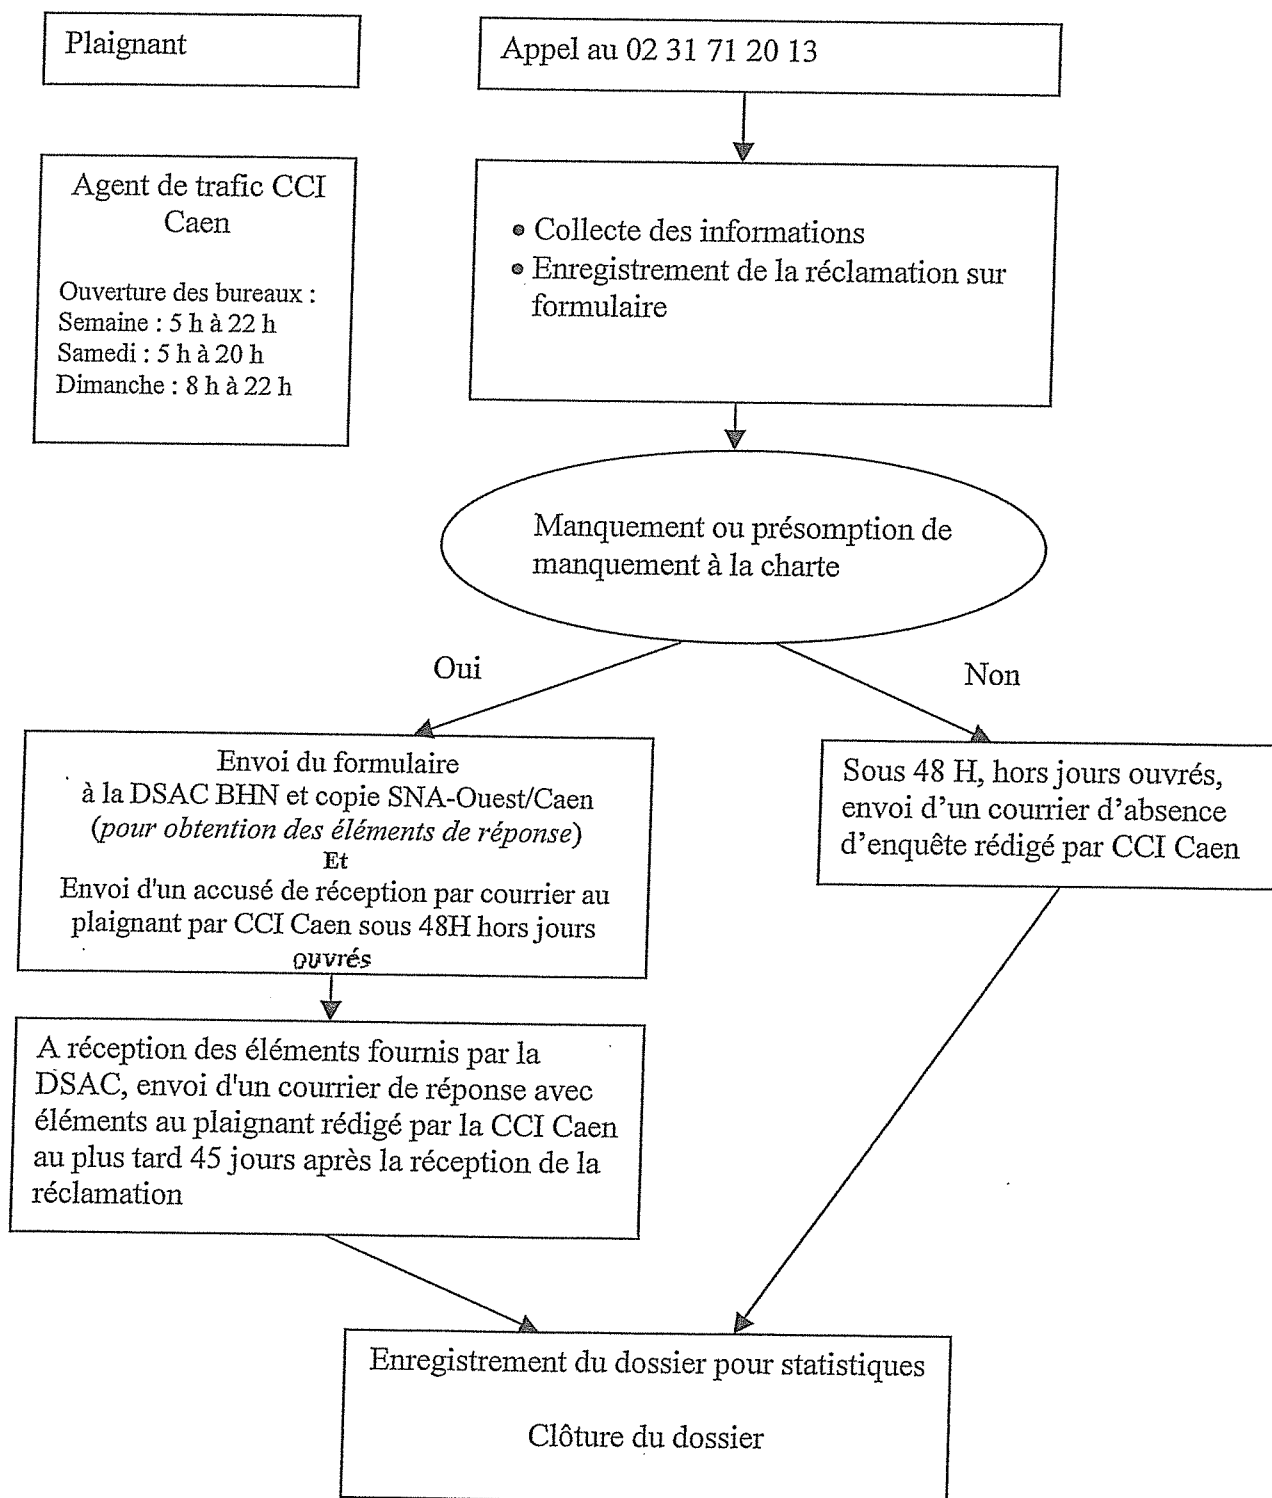 Plaignant
Appel au 02 31 71 20 13
Agent de trafic CCI
Caen
Ouverture des bureaux :
Semaine : 5 h à 22 h
Samedi : 5 h à 20 h
Dimanche : 8 h à 22 h
• Collecte des informations
• Enregistrement de la réclamation sur
formulaire
Manquement ou présomption de
manquement à la charte
Oui
Non
Envoi du formulaire
à la DSAC BHN et copie SNA-Ouest/Caen
(pour obtention des éléments de réponse)
Et
Envoi d'un accusé de réception par courrier au
plaignant par CCI Caen sous 48H hors jours
ouvrés
Sous 48 H, hors jours ouvrés,
envoi d’un courrier d’absence
d’enquête rédigé par CCI Caen
A réception des éléments fournis par la
DSAC, envoi d'un courrier de réponse avec
éléments au plaignant rédigé par la CCI Caen
au plus tard 45 jours après la réception de la
réclamation
Enregistrement du dossier pour statistiques
Clôture du dossier